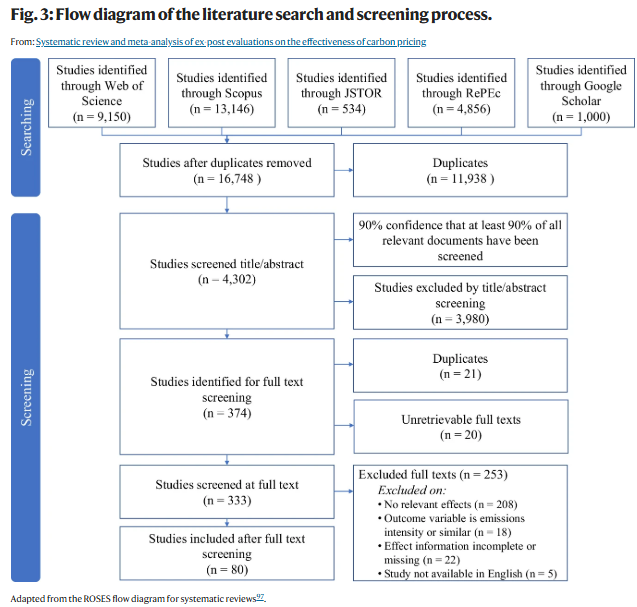 Fig. 3: Flow diagram of the literature search and screening process.
From: Systematic review and meta-analysis of ex-post evaluations on the effectiveness of carbon pricing
Searching
Studies identified
through Web of
Science
(n = 9,150)
Studies identified
through Scopus
(n = 13,146)
Studies identified
through JSTOR
(n = 534)
Studies identified
through RePEc
(n = 4,856)
Studies identified
through Google
Scholar
(n = 1,000)
Studies after duplicates removed
(n = 16,748 )
Duplicates
(n = 11,938 )
Screening
Studies screened title/abstract
(n – 4,302)
90% confidence that at least 90% of all
relevant documents have been
screened
Studies excluded by title/abstract
screening
(n = 3,980)
Studies identified for full text
screening
(n = 374)
Duplicates
(n = 21)
Unretrievable full texts
(n = 20)
Studies screened at full text
(n = 333)
Excluded full texts (n = 253)
Excluded on:
• No relevant effects (n = 208)
• Outcome variable is emissions
intensity or similar (n = 18)
• Effect information incomplete or
missing (n = 22)
• Study not available in English (n = 5)
Studies included after full text
screening
(n = 80)
Adapted from the ROSES flow diagram for systematic reviews97.